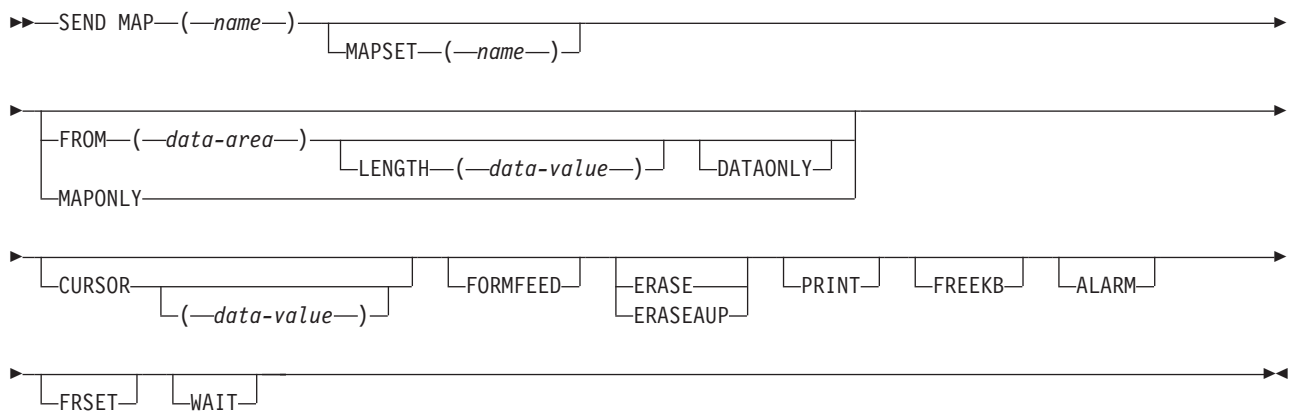 SEND MAP ( name )
MAPSET ( name )
FROM ( data-area )
LENGTH ( data-value ) DATAONLY
MAPONLY
CURSOR FORMFEED ERASE PRINT FREEKB ALARM
( data-value ) ERASEAUP
FRSET WAIT